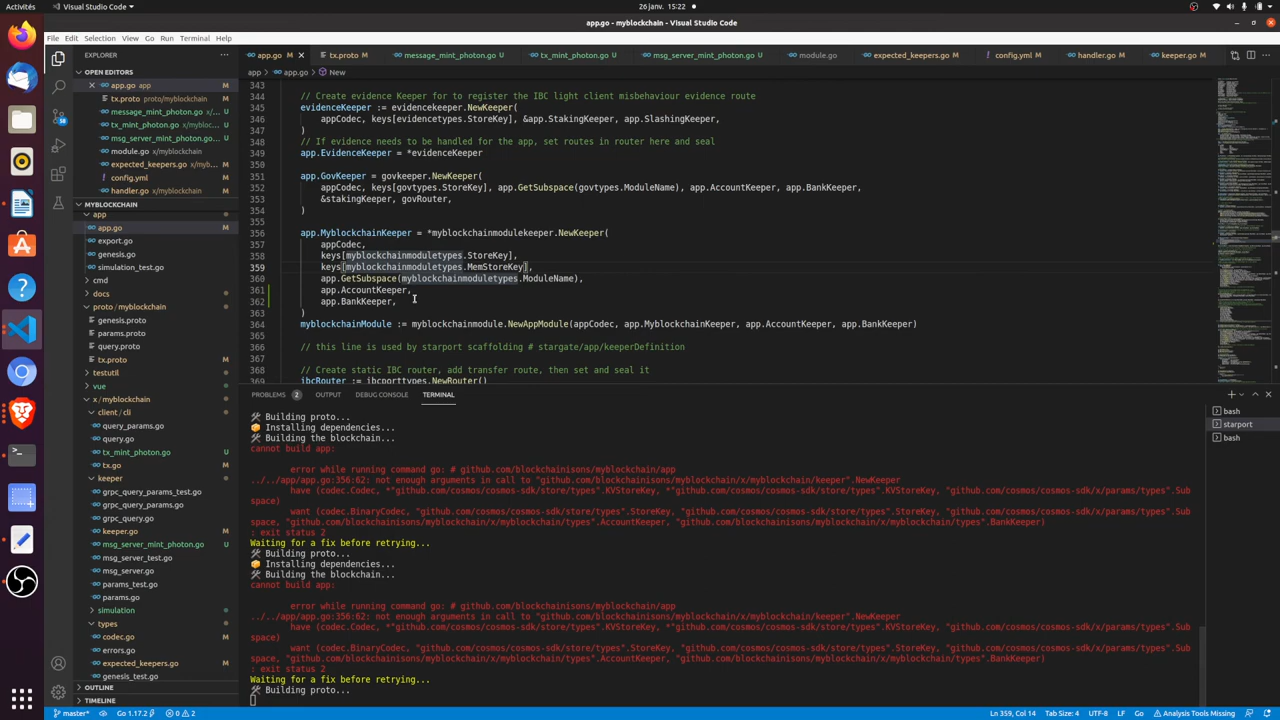 Activités
Visual Studio Code
26 janv. 15:22
app.go - myblockchain - Visual Studio Code
File Edit Selection View Go Run Terminal Help
EXPLORER
app.go M
tx.proto M
message_mint_photon.go U
tx_mint_photon.go U
msg_server_mint_photon.go U
module.go M
expected_keepers.go M
config.yml M
handler.go M
keeper.go M
app > app.go > New
OPEN EDITORS
app.go app M
tx.proto proto/myblockchain M
message_mint_photon.go U
tx_mint_photon.go x/mybloc... U
msg_server_mint_photon.... U
module.go x/myblockchain M
expected_keepers.go x/myb... M
config.yml M
handler.go x/myblockchain M
MYBLOCKCHAIN
app
app.go M
export.go
genesis.go
simulation_test.go
cmd
docs
genesis.proto
params.proto
query.proto
tx.proto M
testutil
vue
x / myblockchain
client / cli
query_params.go
query.go
tx_mint_photon.go U
tx.go M
keeper
grpc_query_params_test.go
grpc_query_params.go
grpc_query.go
keeper.go M
msg_server_mint_photon.go U
msg_server_test.go
msg_server.go
params_test.go
params.go
simulation
types
codec.go M
errors.go
expected_keepers.go M
genesis_test.go
OUTLINE
TIMELINE
343
344 // Create evidence Keeper for to register the IBC light client misbehaviour evidence route
345 evidenceKeeper := evidencekeeper.NewKeeper(
346 appCodec, keys[evidencetypes.StoreKey], &app.StakingKeeper, app.SlashingKeeper,
347 )
348 // If evidence needs to be handled for the app, set routes in router here and seal
349 app.EvidenceKeeper = *evidenceKeeper
350
351 app.GovKeeper = govkeeper.NewKeeper(
352 appCodec, keys[govtypes.StoreKey], app.GetSubspace(govtypes.ModuleName), app.AccountKeeper, app.BankKeeper,
353 &stakingKeeper, govRouter,
354 )
355
356 app.MyblockchainKeeper = *myblockchainmodulekeeper.NewKeeper(
357 appCodec,
358 keys[myblockchainmoduletypes.StoreKey],
359 keys[myblockchainmoduletypes.MemStoreKey],
360 app.GetSubspace(myblockchainmoduletypes.ModuleName),
361 app.AccountKeeper,
362 app.BankKeeper,
363 )
364 myblockchainModule := myblockchainmodule.NewAppModule(appCodec, app.MyblockchainKeeper, app.AccountKeeper, app.BankKeeper)
365
366 // this line is used by starport scaffolding # stargate/app/keeperDefinition
367
368 // Create static IBC router, add transfer route, then set and seal it
369 ibcRouter := ibcporttypes.NewRouter()
PROBLEMS 2 OUTPUT DEBUG CONSOLE TERMINAL
Building proto...
Installing dependencies...
Building the blockchain...
cannot build app:
error while running command go: # github.com/blockchainisons/myblockchain/app
../../app/app.go:356:62: not enough arguments in call to "github.com/blockchainisons/myblockchain/x/myblockchain/keeper".NewKeeper
have (codec.Codec, *"github.com/cosmos/cosmos-sdk/store/types".KVStoreKey, *"github.com/cosmos/cosmos-sdk/store/types".KVStoreKey, "github.com/cosmos/cosmos-sdk/x/params/types".Sub
space)
want (codec.BinaryCodec, "github.com/cosmos/cosmos-sdk/store/types".StoreKey, "github.com/cosmos/cosmos-sdk/store/types".StoreKey, "github.com/cosmos/cosmos-sdk/x/params/types".Sub
space, "github.com/blockchainisons/myblockchain/x/myblockchain/types".AccountKeeper, "github.com/blockchainisons/myblockchain/x/myblockchain/types".BankKeeper)
: exit status 2
Waiting for a fix before retrying...
Building proto...
Installing dependencies...
Building the blockchain...
cannot build app:
error while running command go: # github.com/blockchainisons/myblockchain/app
../../app/app.go:356:62: not enough arguments in call to "github.com/blockchainisons/myblockchain/x/myblockchain/keeper".NewKeeper
have (codec.Codec, *"github.com/cosmos/cosmos-sdk/store/types".KVStoreKey, *"github.com/cosmos/cosmos-sdk/store/types".KVStoreKey, "github.com/cosmos/cosmos-sdk/x/params/types".Sub
space)
want (codec.BinaryCodec, "github.com/cosmos/cosmos-sdk/store/types".StoreKey, "github.com/cosmos/cosmos-sdk/store/types".StoreKey, "github.com/cosmos/cosmos-sdk/x/params/types".Sub
space, "github.com/blockchainisons/myblockchain/x/myblockchain/types".AccountKeeper, "github.com/blockchainisons/myblockchain/x/myblockchain/types".BankKeeper)
: exit status 2
Waiting for a fix before retrying...
Building proto...
bash
starport
bash
master* Go 1.17.2 0 2
Ln 359, Col 14 Tab Size: 4 UTF-8 LF Go Analysis Tools Missing